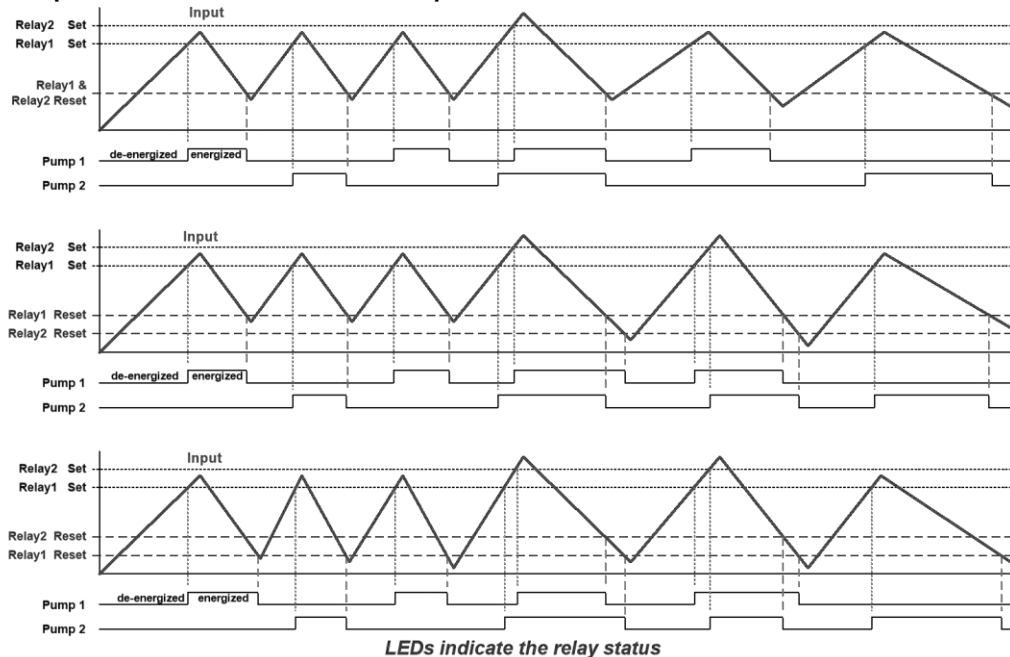 Input
Relay2 Set
Relay1 Set
Relay1 &
Relay2 Reset
de-energized energized
Pump 1
Pump 2
Input
Relay2 Set
Relay1 Set
Relay1 Reset
Relay2 Reset
de-energized energized
Pump 1
Pump 2
Input
Relay2 Set
Relay1 Set
Relay2 Reset
Relay1 Reset
de-energized energized
Pump 1
Pump 2
LEDs indicate the relay status